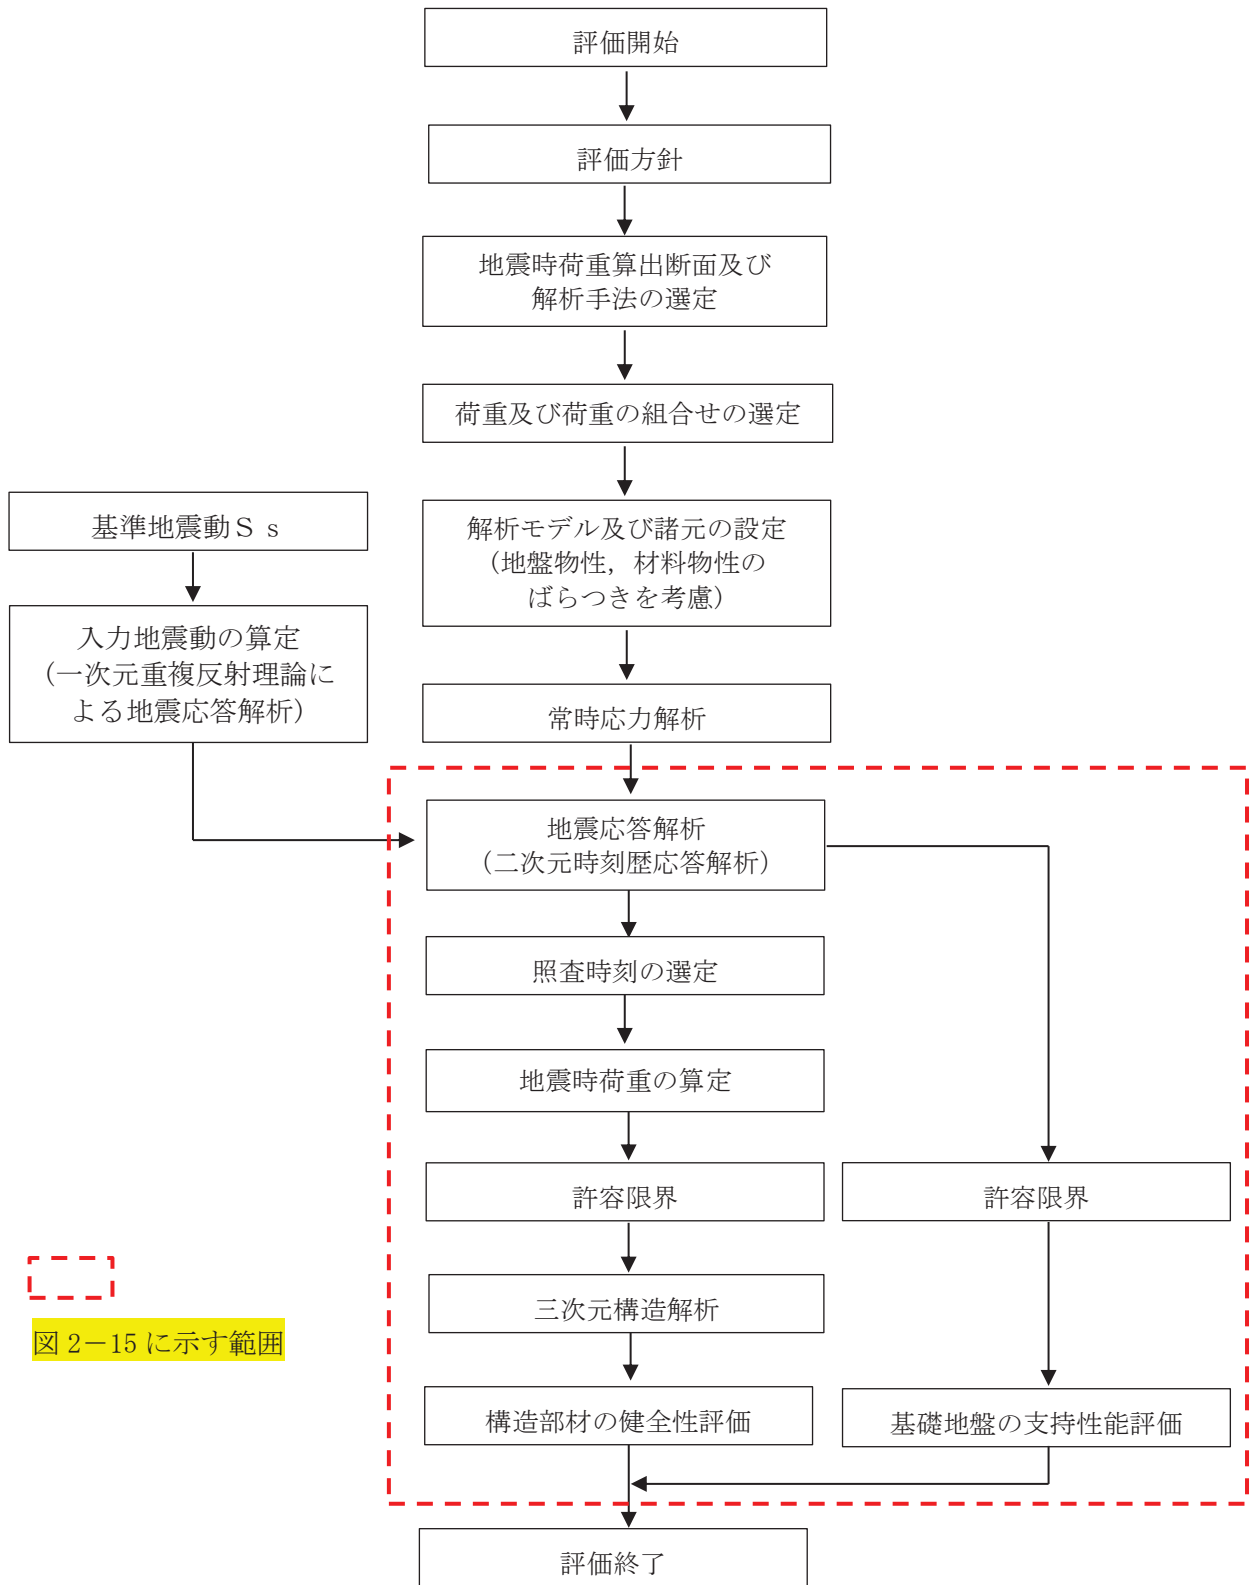 評価開始
評価方針
地震時荷重算出断面及び
解析手法の選定
荷重及び荷重の組合せの選定
基準地震動Ｓｓ
解析モデル及び諸元の設定
（地盤物性，材料物性の
ばらつきを考慮）
入力地震動の算定
（一次元重複反射理論に
よる地震応答解析）
常時応力解析
地震応答解析
（二次元時刻歴応答解析）
照査時刻の選定
地震時荷重の算定
許容限界
許容限界
三次元構造解析
図 2－15 に示す範囲
構造部材の健全性評価
基礎地盤の支持性能評価
評価終了